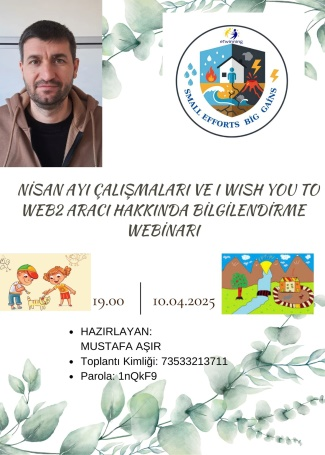 eTwinning
SMALL EFFORTS BIG GAINS
NİSAN AYI ÇALIŞMALARI VE I WISH YOU TO
WEB2 ARACI HAKKINDA BİLGİLENDİRME
WEBİNARI
19.00
10.04.2025
HAZIRLAYAN:
MUSTAFA AŞIR
Toplantı Kimliği: 73533213711
Parola: 1nQkF9